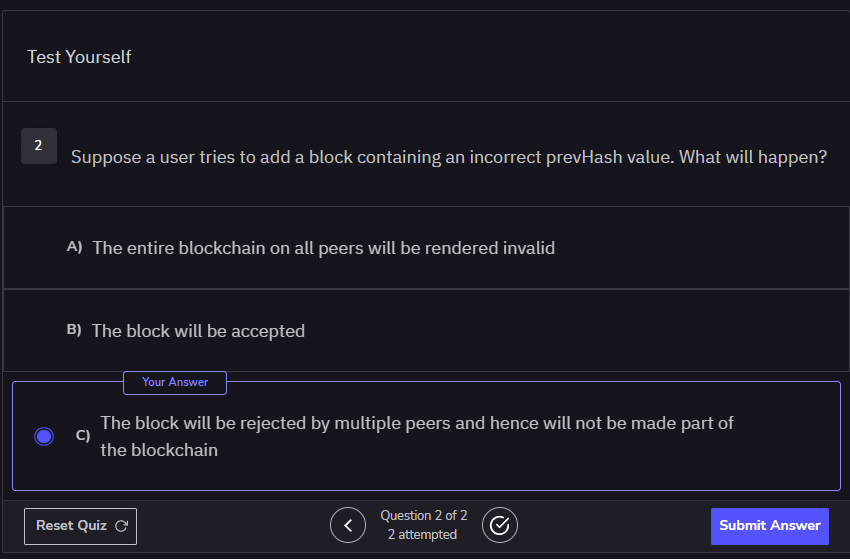 Test Yourself
2
Suppose a user tries to add a block containing an incorrect prevHash value. What will happen?
A) The entire blockchain on all peers will be rendered invalid
B) The block will be accepted
Your Answer
C) The block will be rejected by multiple peers and hence will not be made part of
the blockchain
Reset Quiz
Question 2 of 2
2 attempted
Submit Answer